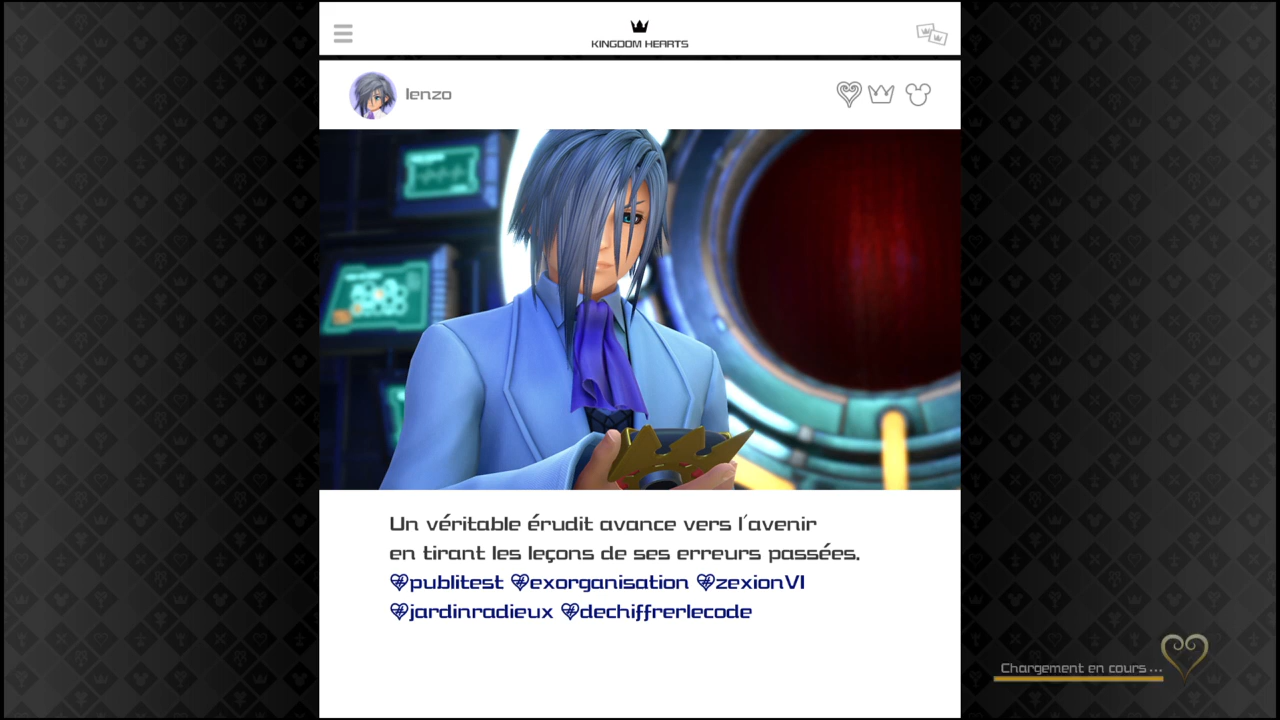 KINGDOM HEARTS
Ienzo
Un véritable érudit avance vers l'avenir
en tirant les leçons de ses erreurs passées.
publitest exorganisation zexionVI
jardinradieux dechiffrerlecode
Chargement en cours ...